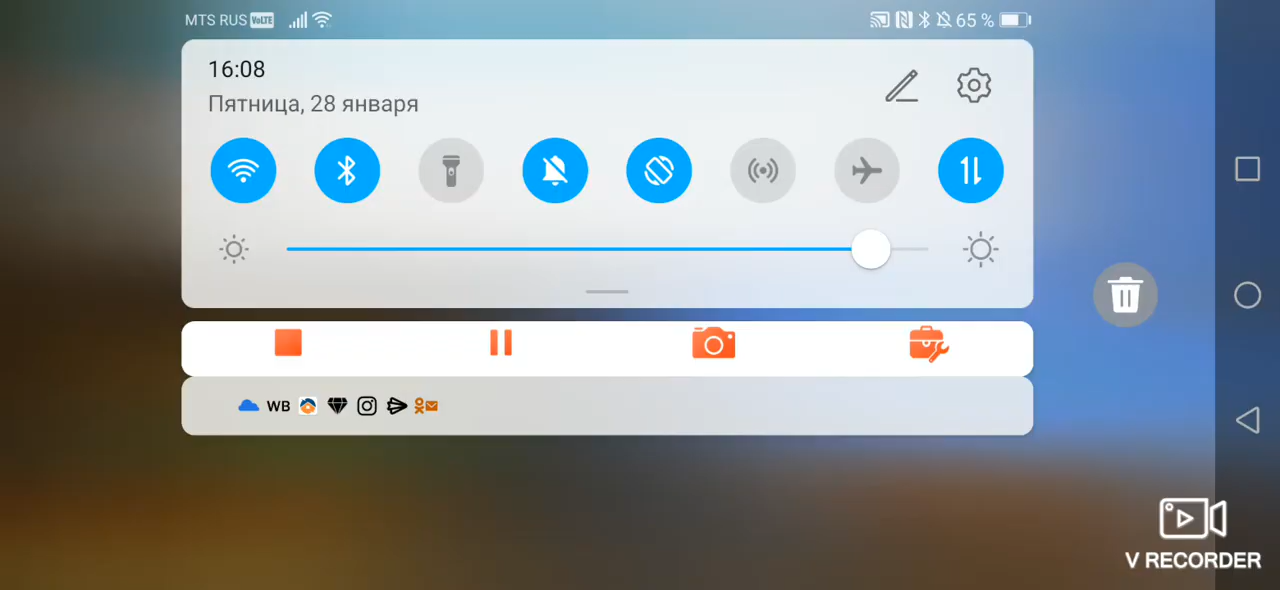 MTS RUS VoLTE
65 %
16:08
Пятница, 28 января
WB
V RECORDER